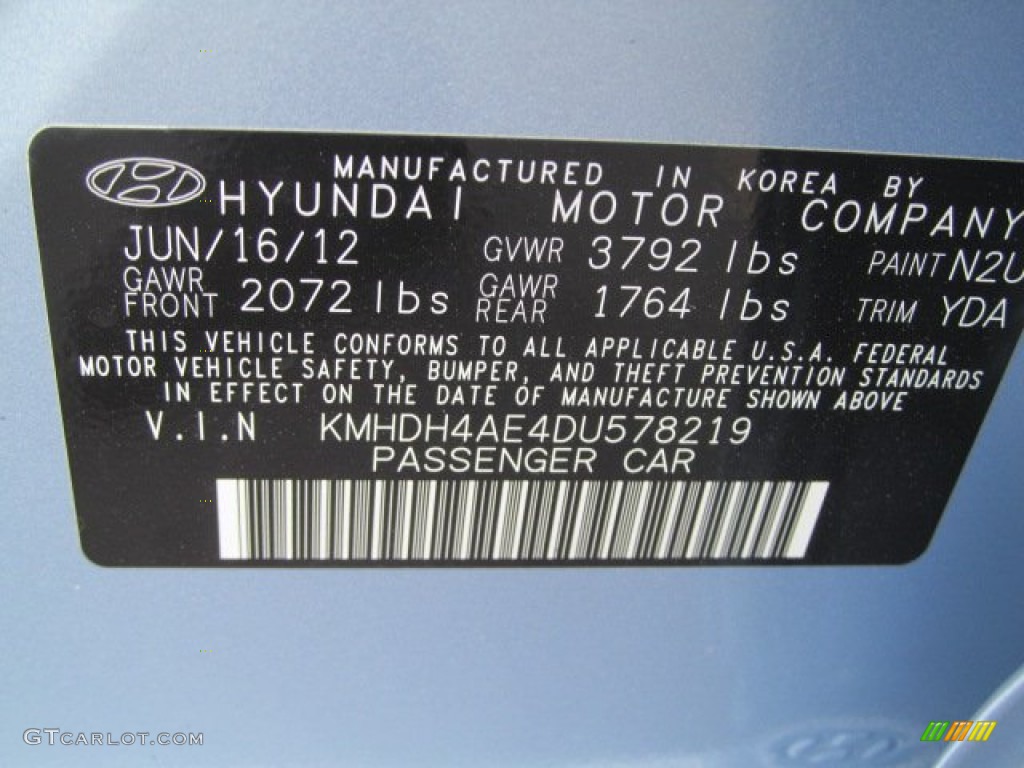 MANUFACTURED IN KOREA BY
HYUNDAI MOTOR COMPANY
JUN/16/12 GVWR 3792 lbs PAINT N2U
GAWR FRONT 2072 lbs GAWR REAR 1764 lbs TRIM YDA
THIS VEHICLE CONFORMS TO ALL APPLICABLE U.S.A. FEDERAL
MOTOR VEHICLE SAFETY, BUMPER, AND THEFT PREVENTION STANDARDS
IN EFFECT ON THE DATE OF MANUFACTURE SHOWN ABOVE
V.I.N KMHDH4AE4DU578219
PASSENGER CAR
GTCARLOT.COM